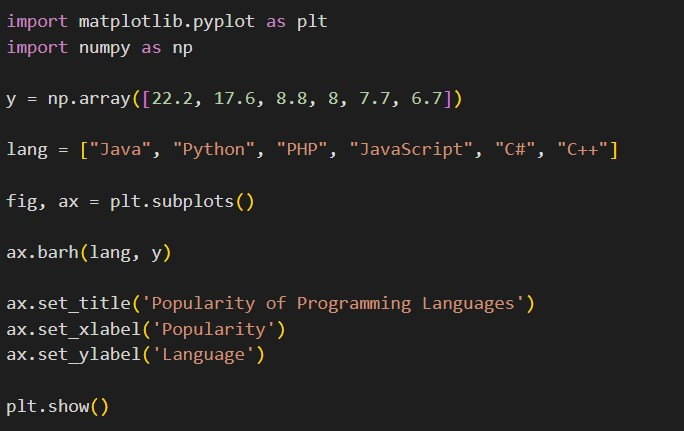 import matplotlib.pyplot as plt
import numpy as np
y = np.array([22.2, 17.6, 8.8, 8, 7.7, 6.7])
lang = ["Java", "Python", "PHP", "JavaScript", "C#", "C++"]
fig, ax = plt.subplots()
ax.barh(lang, y)
ax.set_title('Popularity of Programming Languages')
ax.set_xlabel('Popularity')
ax.set_ylabel('Language')
plt.show()